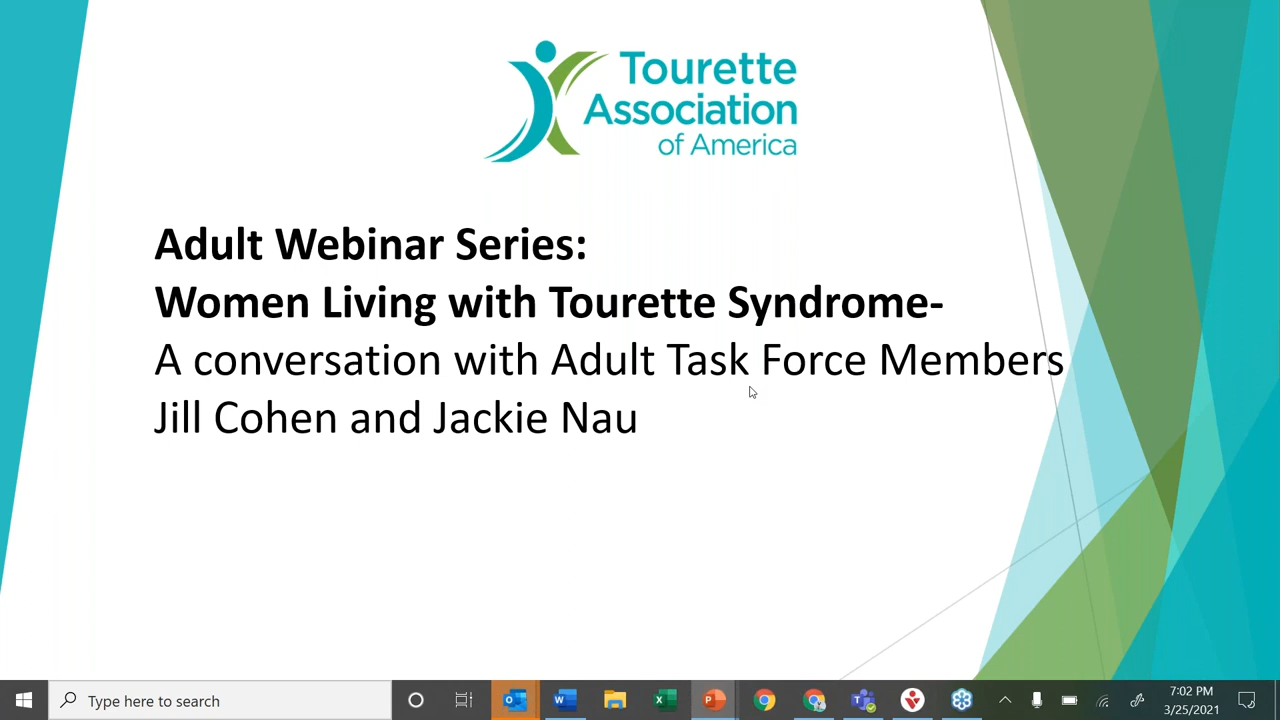 Tourette
Association
of America
Adult Webinar Series:
Women Living with Tourette Syndrome-
A conversation with Adult Task Force Members
Jill Cohen and Jackie Nau
Type here to search
7:02 PM
3/25/2021